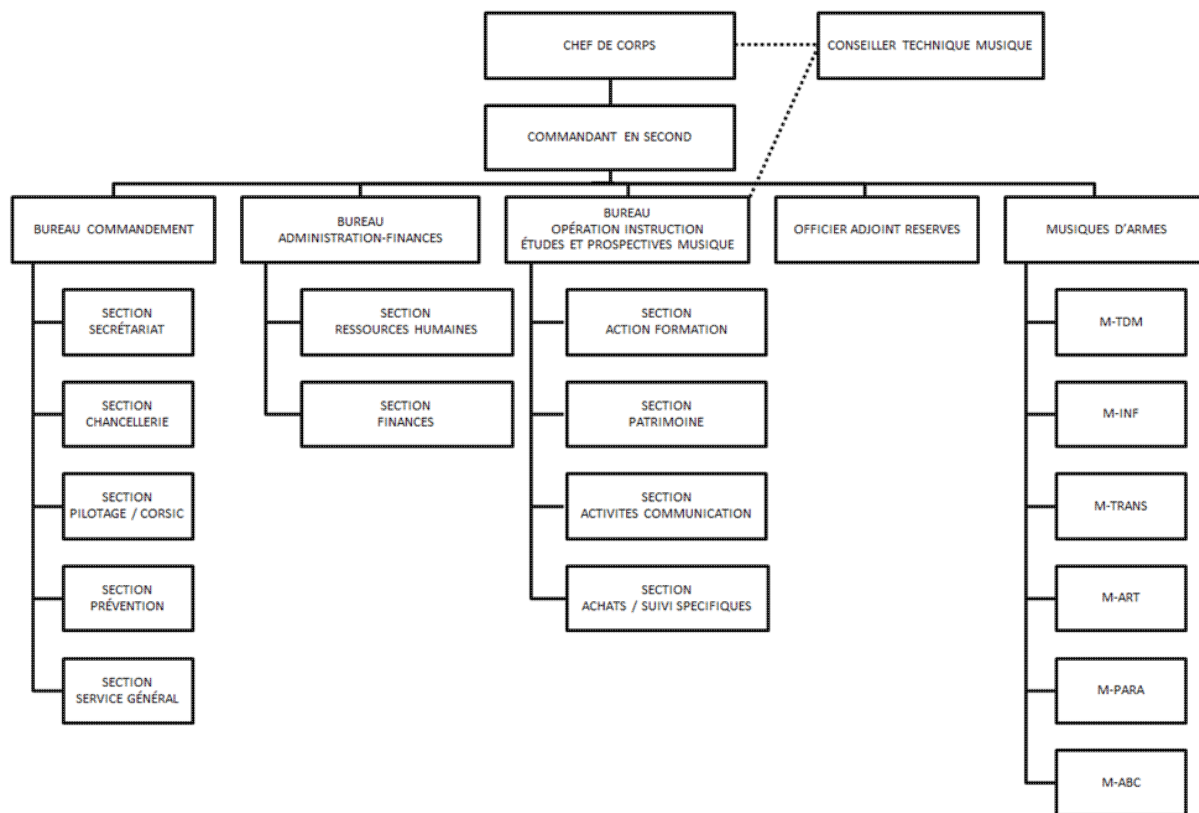 CHEF DE CORPS
CONSEILLER TECHNIQUE MUSIQUE
COMMANDANT EN SECOND
BUREAU COMMANDEMENT
BUREAU
ADMINISTRATION-FINANCES
BUREAU
OPÉRATION INSTRUCTION
ÉTUDES ET PROSPECTIVES MUSIQUE
OFFICIER ADJOINT RESERVES
MUSIQUES D'ARMES
SECTION
SECRÉTARIAT
SECTION
CHANCELLERIE
SECTION
PILOTAGE / CORSIC
SECTION
PRÉVENTION
SECTION
SERVICE GÉNÉRAL
SECTION
RESSOURCES HUMAINES
SECTION
FINANCES
SECTION
ACTION FORMATION
SECTION
PATRIMOINE
SECTION
ACTIVITES COMMUNICATION
SECTION
ACHATS / SUIVI SPECIFIQUES
M-TDM
M-INF
M-TRANS
M-ART
M-PARA
M-ABC